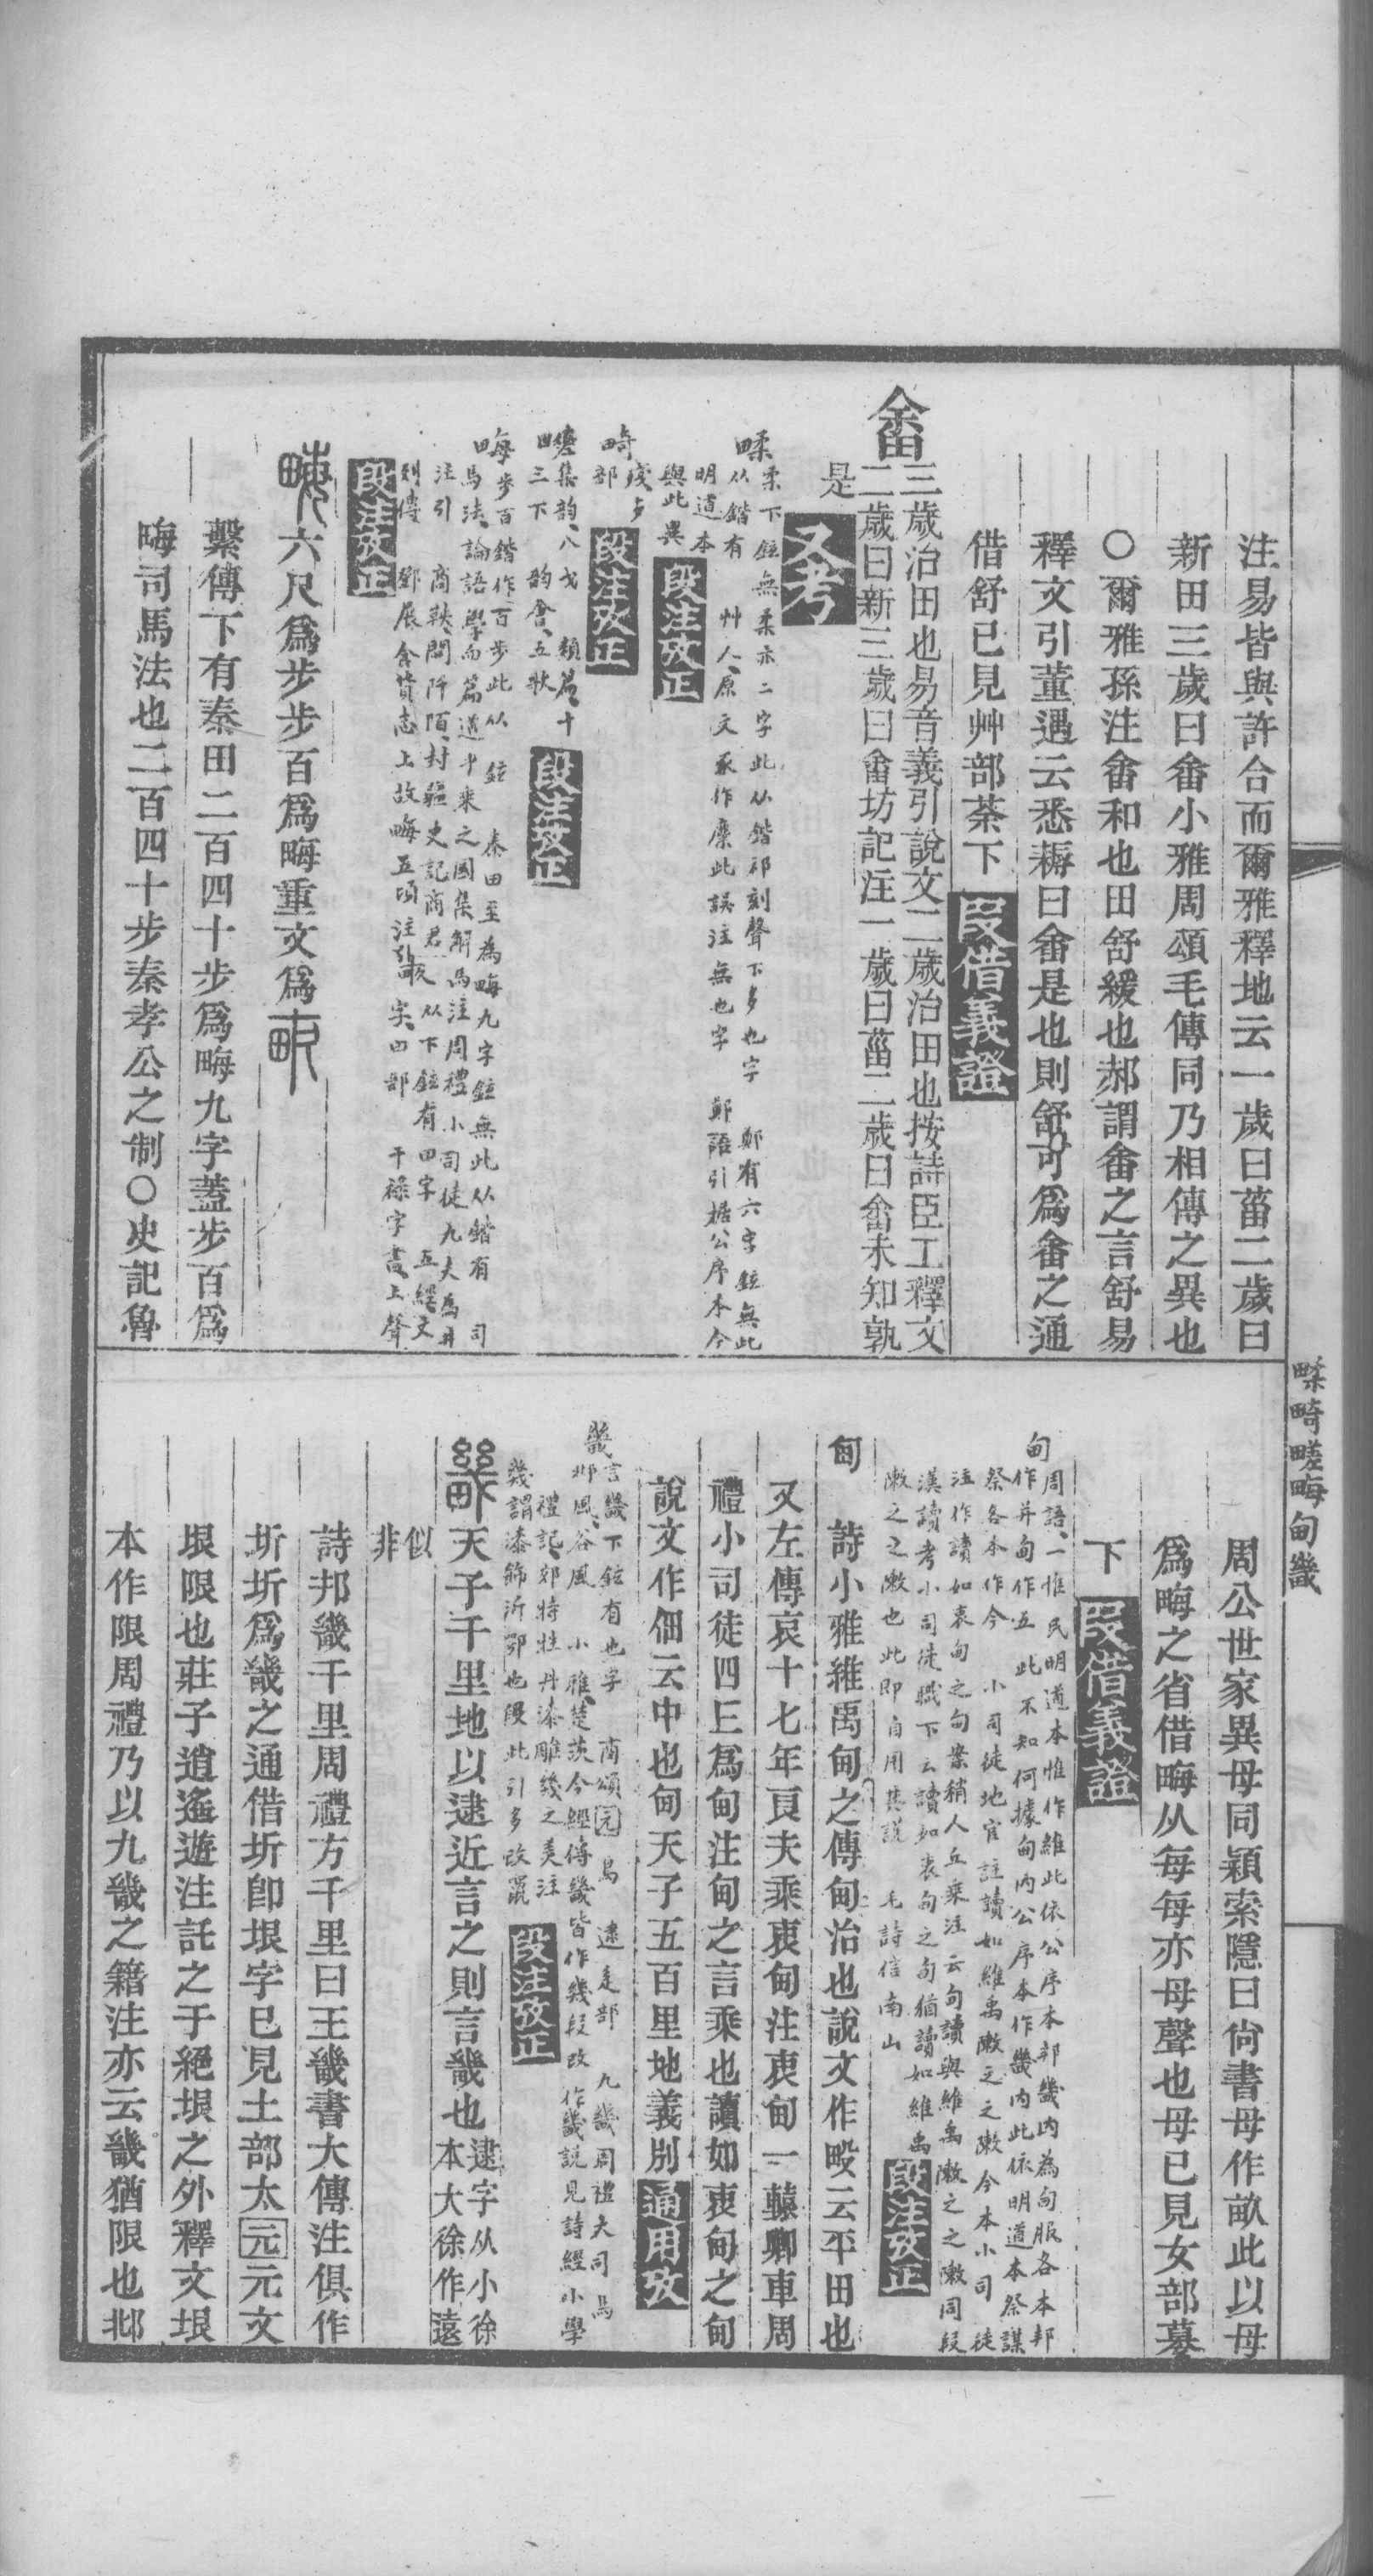 注易皆與許合而爾雅釋地云一歲曰菑二歲曰
新田三歲曰畬小雅周頌毛傳同乃相傳之異也
〇爾雅孫注畬和也田舒緩也郝謂畬之言舒易
釋文引董遇云悉耨曰畬是也則舒可爲畬之通
借舒已見艸部荼下 叚借義證
畬
三歲治田也易音義引說文二歲治田也按詩臣工釋文
二歲曰新三歲曰畬坊記注一歲曰菑二歲曰畬未知孰
是 又考
畴
柔下鉉無柔亦二字此从鍇祁刻聲下多也字 鄭有六字鉉無此
从鍇有 艸人原文豕作麋此誤注無也字 鄭語引據公序本今
明道本
與此異 段注攷正
畸 殘歺
部 段注攷正
㽨 集韵八戈 類篇十
三下 韵會五歌 段注攷正
晦 步百鍇作百步此从鉉 秦田至爲晦九字鉉無此从鍇有 司
馬法論語學而篇道千乘之國集解馬注周禮小司徒九夫爲井
注引 商鞅開阡陌封疆史記商君 从下鉉有田字 五經文
列傳 鄧展食貨志上故晦五頃注 字田部 干祿字書上聲
段注攷正
六尺爲步步百爲晦重文爲畮
繫傳下有秦田二百四十步爲晦九字蓋步百爲
晦司馬法也二百四十步秦孝公之制〇史記魯
畴畸㽨晦甸畿
周公世家異母同穎索隱曰尙書母作畝此以母
爲晦之省借晦从每每亦母聲也母已見女部慕
下 叚借義證
甸
周語一惟民明道本惟作維此依公序本邦畿內為甸服各本邦
作并甸作五此不知何據甸內公序本作畿內此依明道本祭謀
祭各本作今 小司徒地官註讀如維禹敶之之敶今本小司徒
注作讀如衷甸之甸案稍人丘乘注云甸讀與維禹敶之之敶同段
漢讀考小司徒職下云讀如衷甸之甸猶讀如維禹
敶之之敶也此即自用其說 毛詩信南山 段注攷正
甸 詩小雅維禹甸之傳甸治也說文作㽙云平田也
又左傳哀十七年良夫乘衷甸注衷甸一轅卿車周
禮小司徒四丘爲甸注甸之言乘也讀如衷甸之甸
說文作佃云中也甸天子五百里地義別 通用攷
畿
言畿下鉉有也字 商頌元鳥 逮辵部 九畿周禮大司馬
邶風谷風 小雅楚茨今經傳畿皆作幾段改作畿說見詩經小學
禮記郊特牲丹漆雕幾之美注
幾謂漆飾沂鄂也段此引多改竄 段注攷正
天子千里地以逮近言之則言畿也 逮字从小徐
本大徐作遠
似
非
詩邦畿千里周禮方千里曰王畿書大傳注俱作
圻圻爲畿之通借圻卽垠字已見土部太元元文
垠限也莊子逍遙遊注託之于絕垠之外釋文垠
本作限周禮乃以九畿之籍注亦云畿猶限也邶